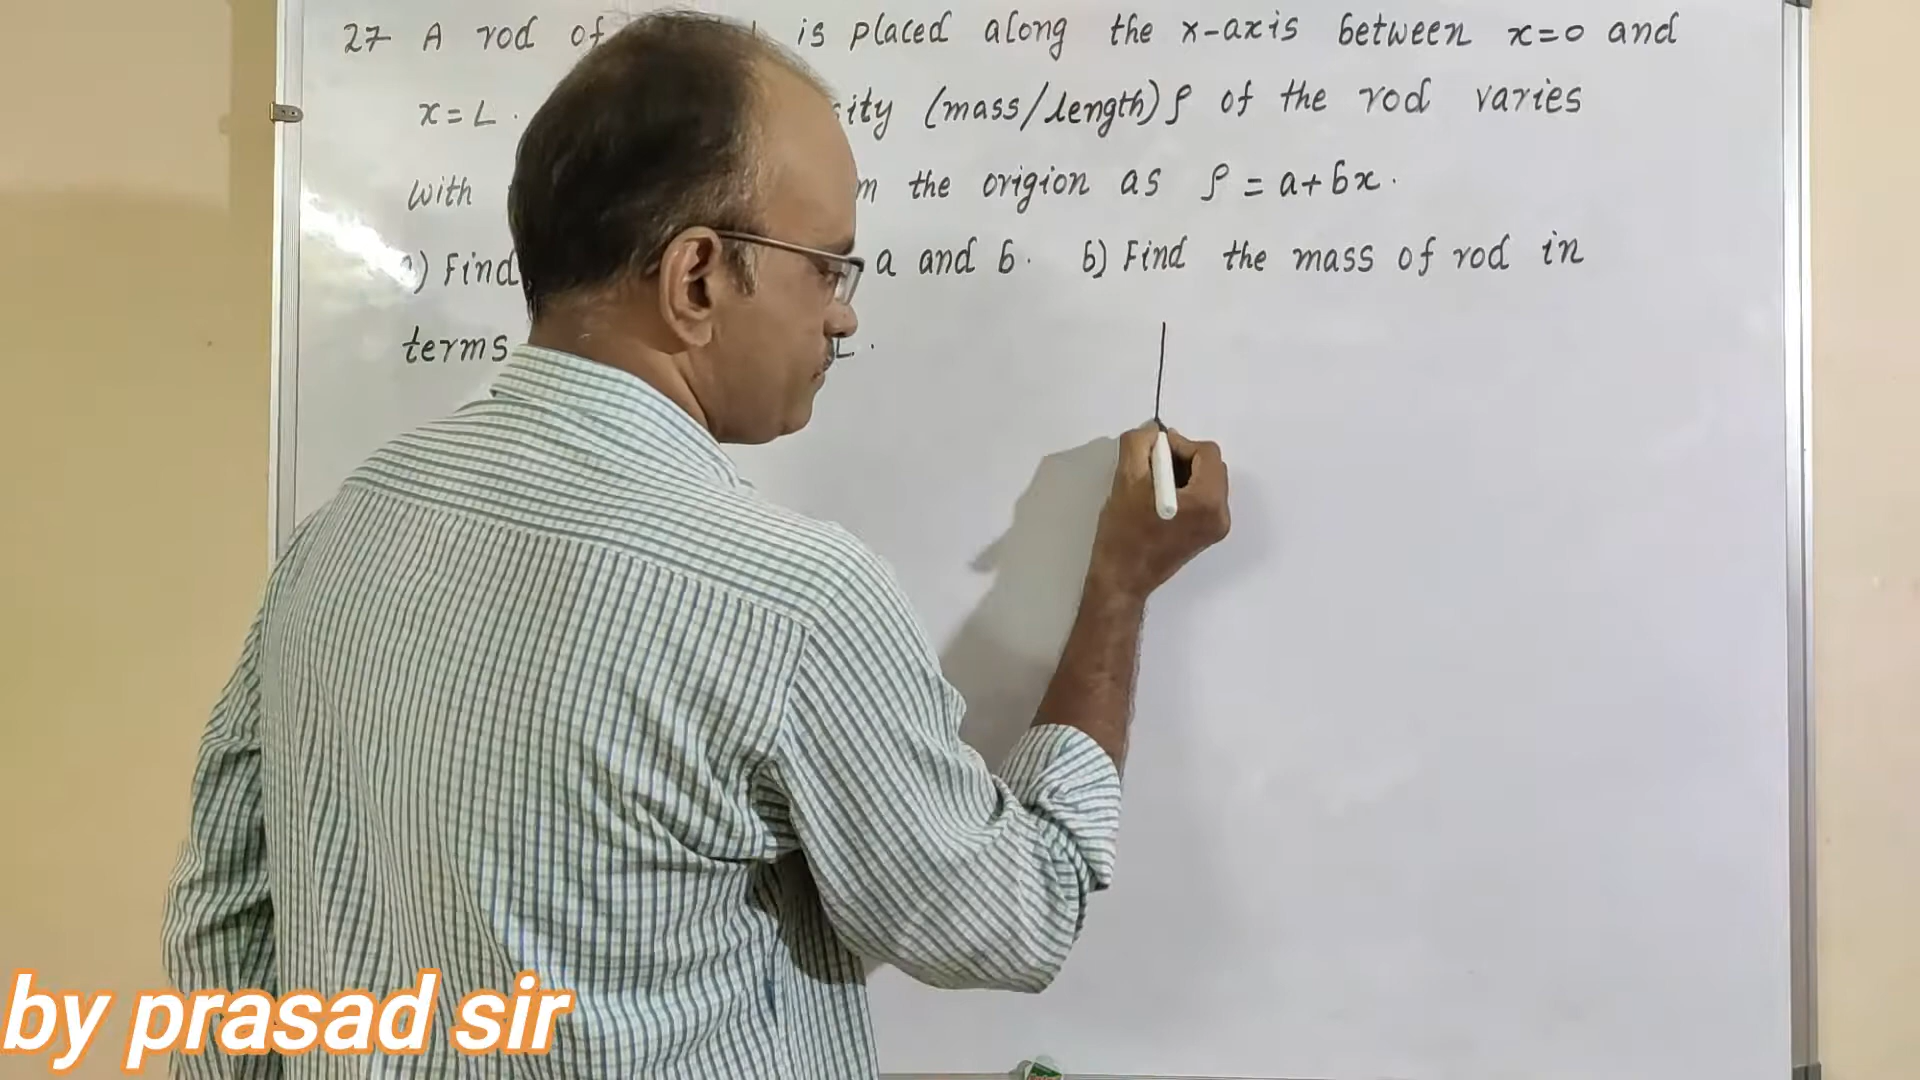 27 A rod of is placed along the x-axis between x=0 and
x=L. ity (mass/length) ρ of the rod varies
with the origion as ρ = a+bx.
a) Find a and b. b) Find the mass of rod in
terms L.
by prasad sir